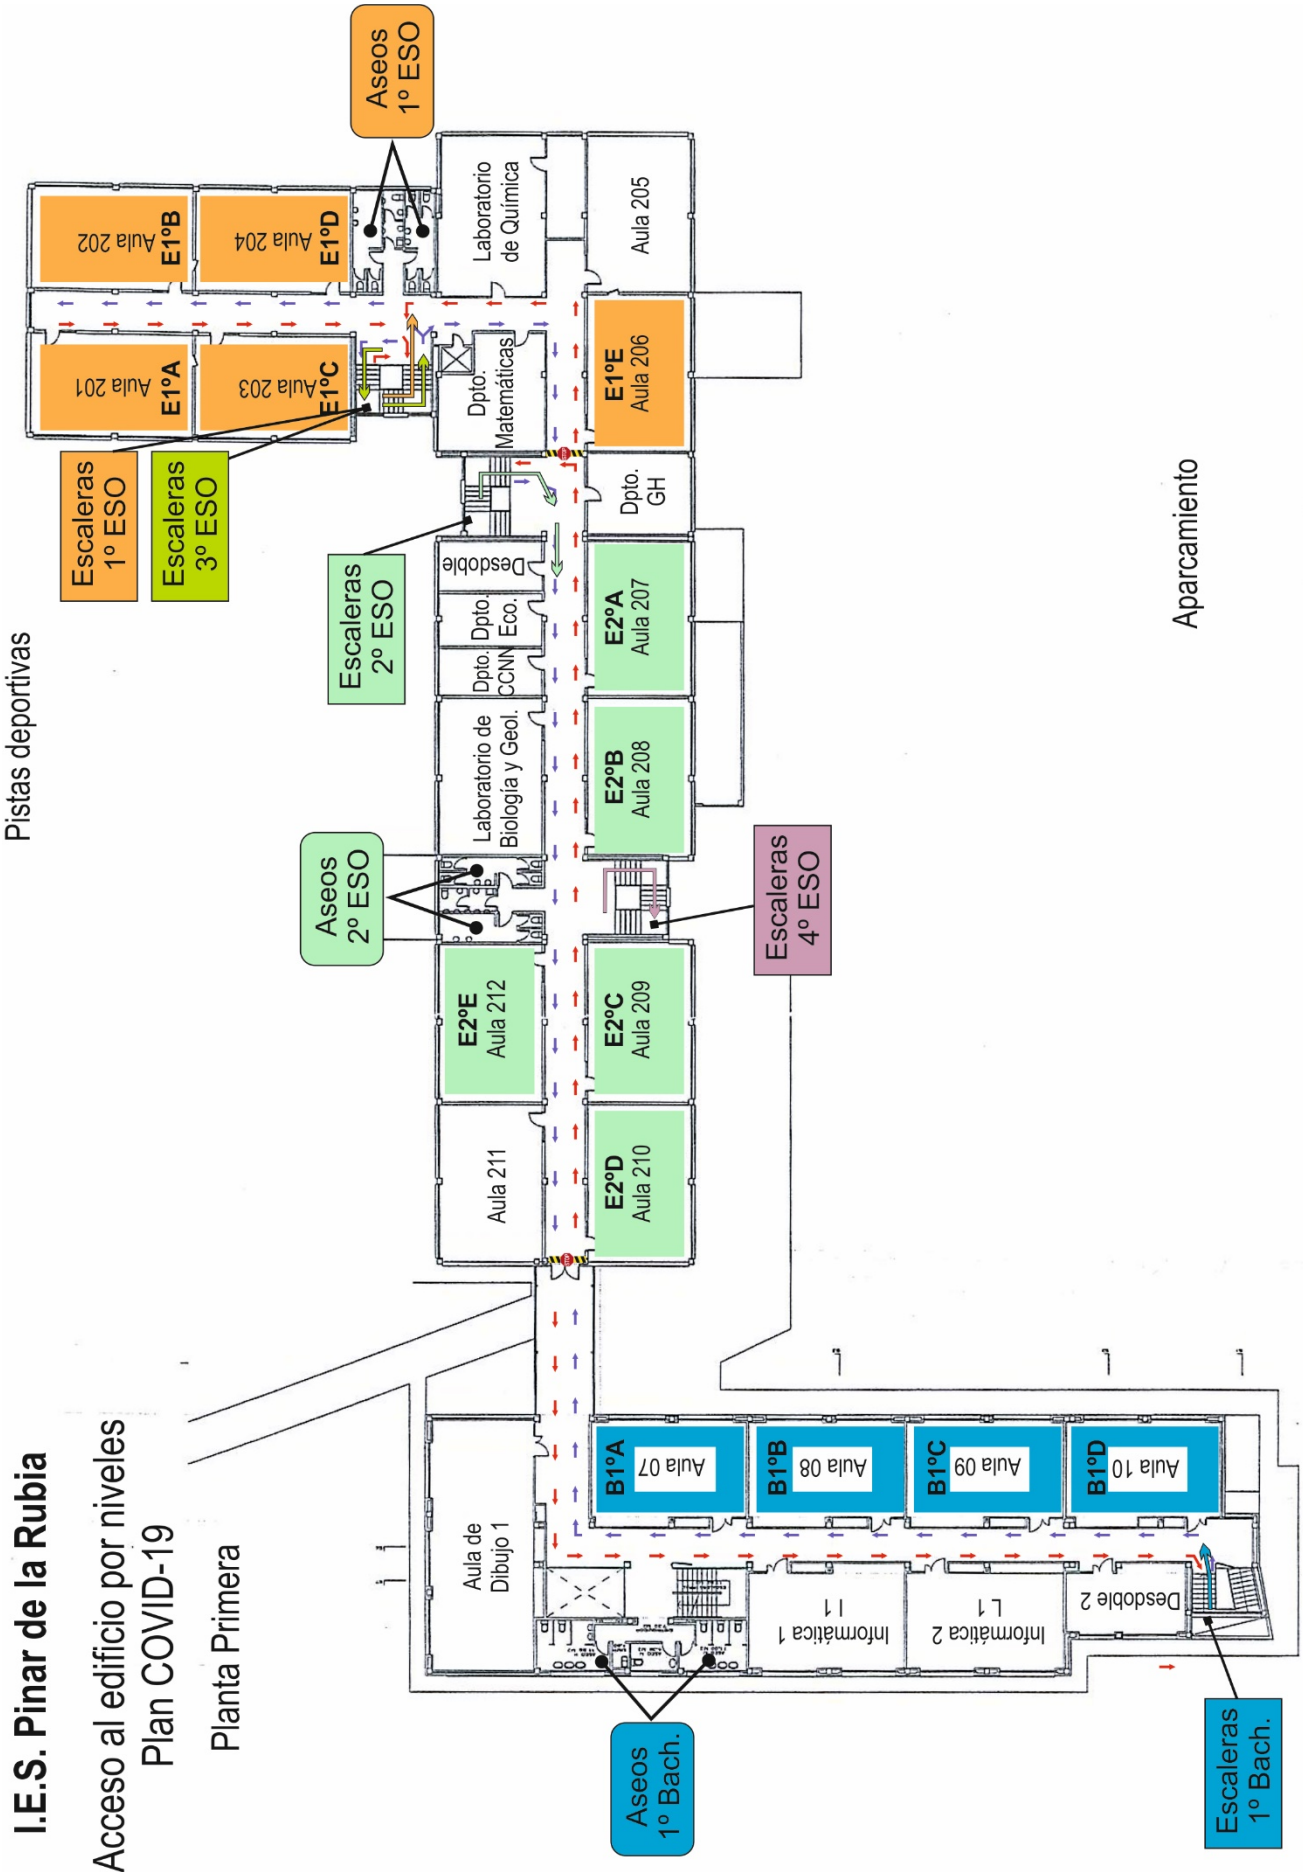 I.E.S. Pinar de la Rubia
Acceso al edificio por niveles
Plan COVID-19
Planta Primera
Pistas deportivas
Aparcamiento
Aseos
1º ESO
E1ºB
Aula 202
E1ºD
Aula 204
E1ºA
Aula 201
E1ºC
Aula 203
Escaleras
1º ESO
Escaleras
3º ESO
Laboratorio
de Química
Aula 205
Dpto.
Matemáticas
E1ºE
Aula 206
Dpto.
GH
Escaleras
2º ESO
Desdoble
Dpto.
Eco.
Dpto.
CCNN
Laboratorio de
Biología y Geol.
E2ºA
Aula 207
E2ºB
Aula 208
Aseos
2º ESO
Escaleras
4º ESO
E2ºE
Aula 212
E2ºC
Aula 209
Aula 211
E2ºD
Aula 210
Aula de
Dibujo 1
B1ºA
Aula 07
B1ºB
Aula 08
B1ºC
Aula 09
B1ºD
Aula 10
I 1
Informática 1
L 1
Informática 2
Desdoble 2
Aseos
1º Bach.
Escaleras
1º Bach.